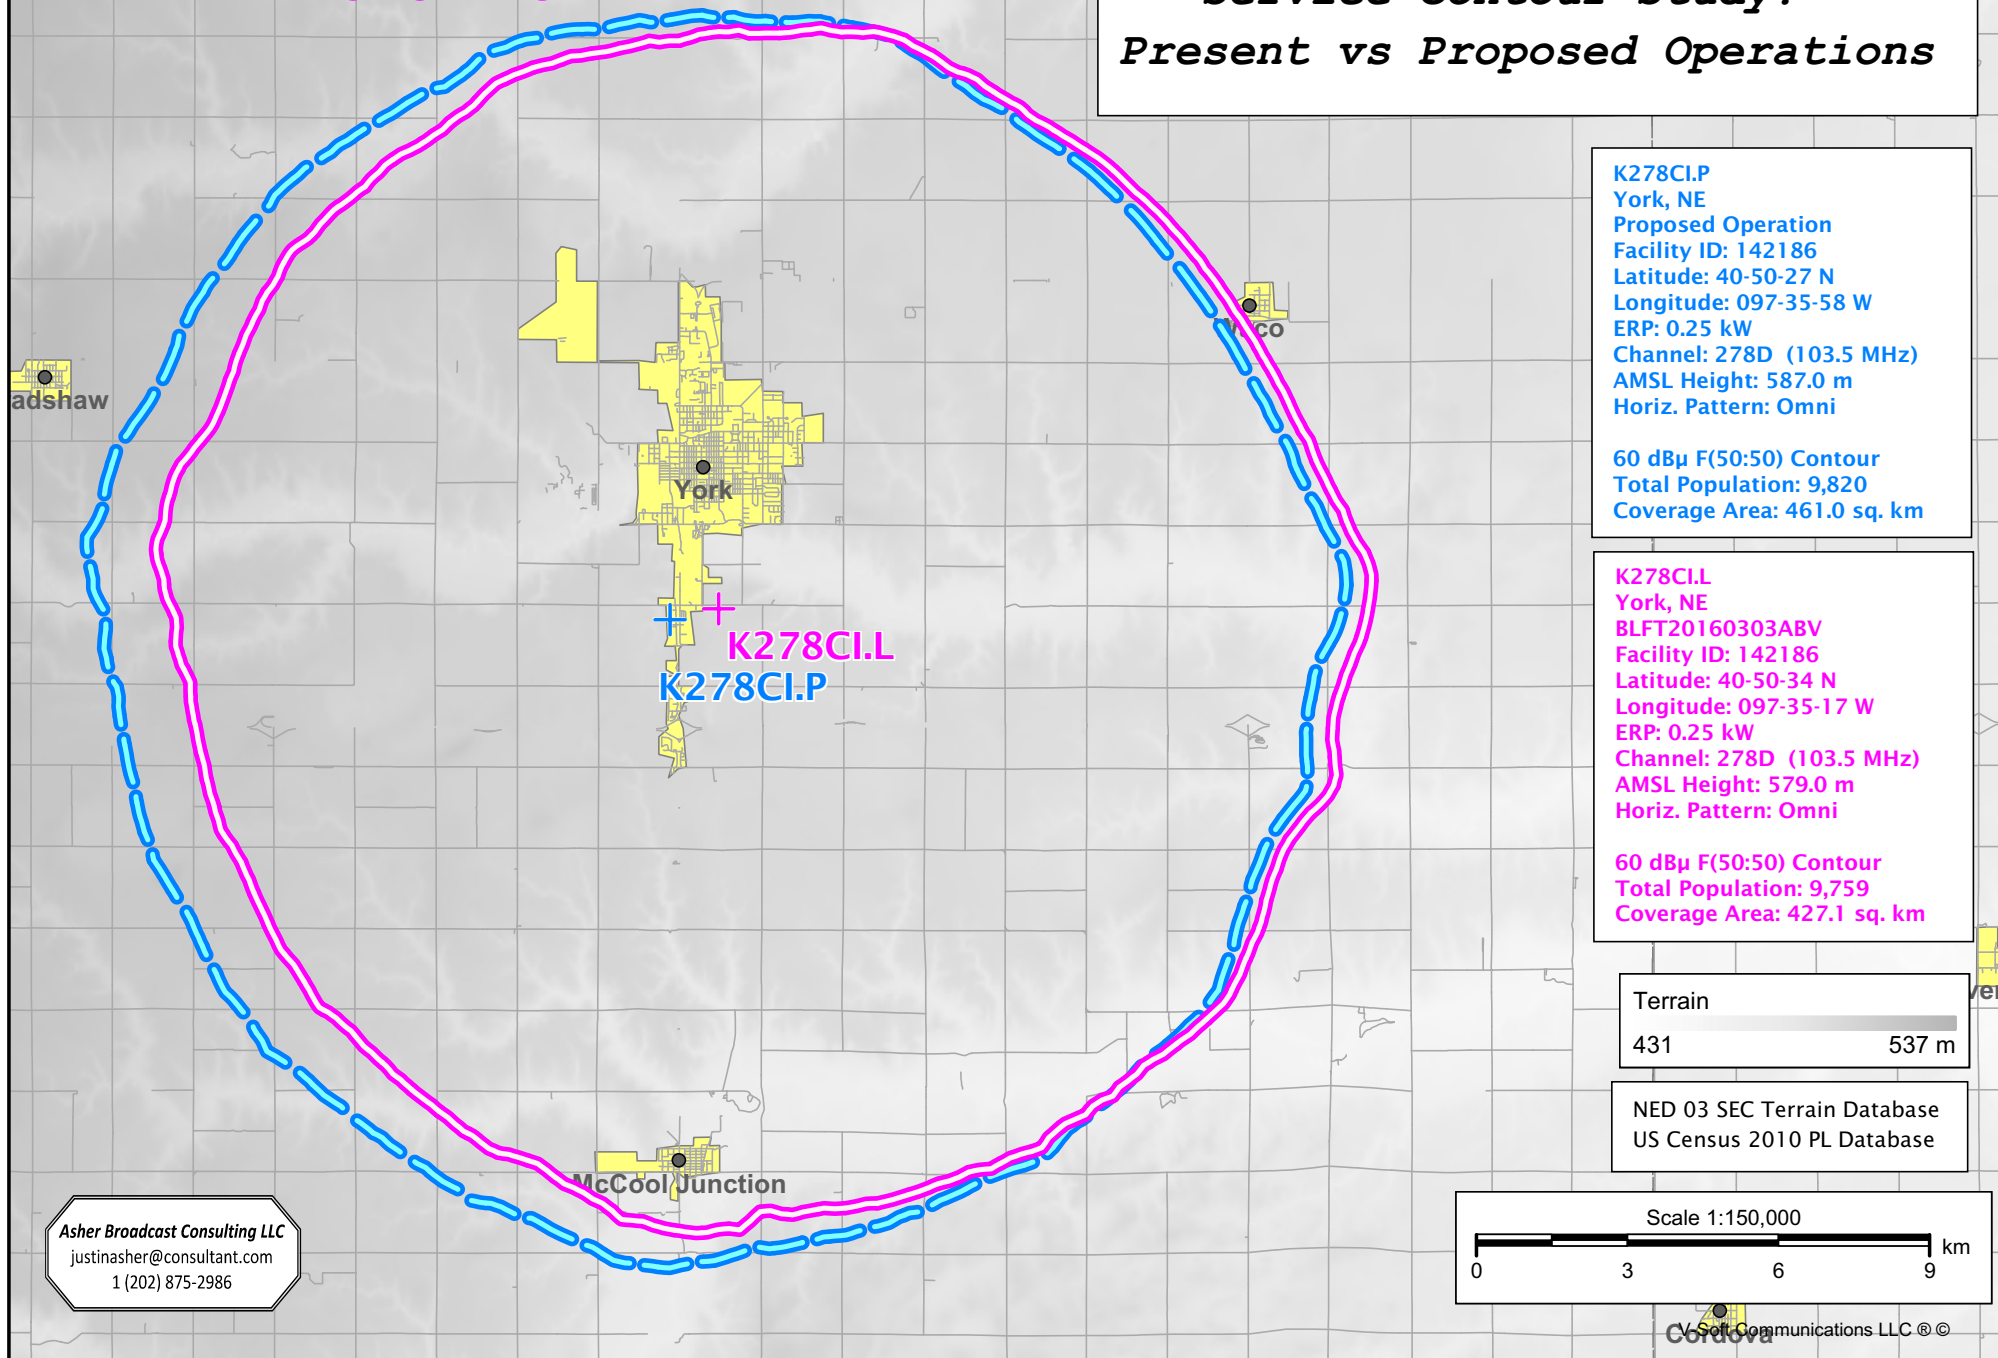 Service Contour Study:
Present vs Proposed Operations
K278CI.P
York, NE
Proposed Operation
Facility ID: 142186
Latitude: 40-50-27 N
Longitude: 097-35-58 W
ERP: 0.25 kW
Channel: 278D (103.5 MHz)
AMSL Height: 587.0 m
Horiz. Pattern: Omni
60 dBµ F(50:50) Contour
Total Population: 9,820
Coverage Area: 461.0 sq. km
K278CI.L
York, NE
BLFT20160303ABV
Facility ID: 142186
Latitude: 40-50-34 N
Longitude: 097-35-17 W
ERP: 0.25 kW
Channel: 278D (103.5 MHz)
AMSL Height: 579.0 m
Horiz. Pattern: Omni
60 dBµ F(50:50) Contour
Total Population: 9,759
Coverage Area: 427.1 sq. km
adshaw
York
K278CI.L
K278CI.P
McCool Junction
Terrain
431 537 m
NED 03 SEC Terrain Database
US Census 2010 PL Database
Scale 1:150,000
km
0 3 6 9
Asher Broadcast Consulting LLC
justinasher@consultant.com
1 (202) 875-2986
Cordova
V-Soft Communications LLC ® ©